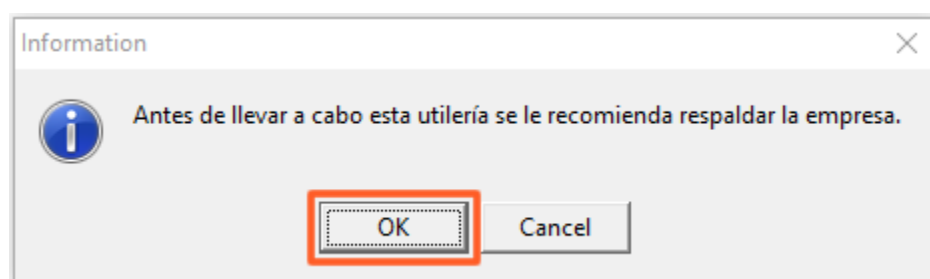 Information
Antes de llevar a cabo esta utilería se le recomienda respaldar la empresa.
OK
Cancel